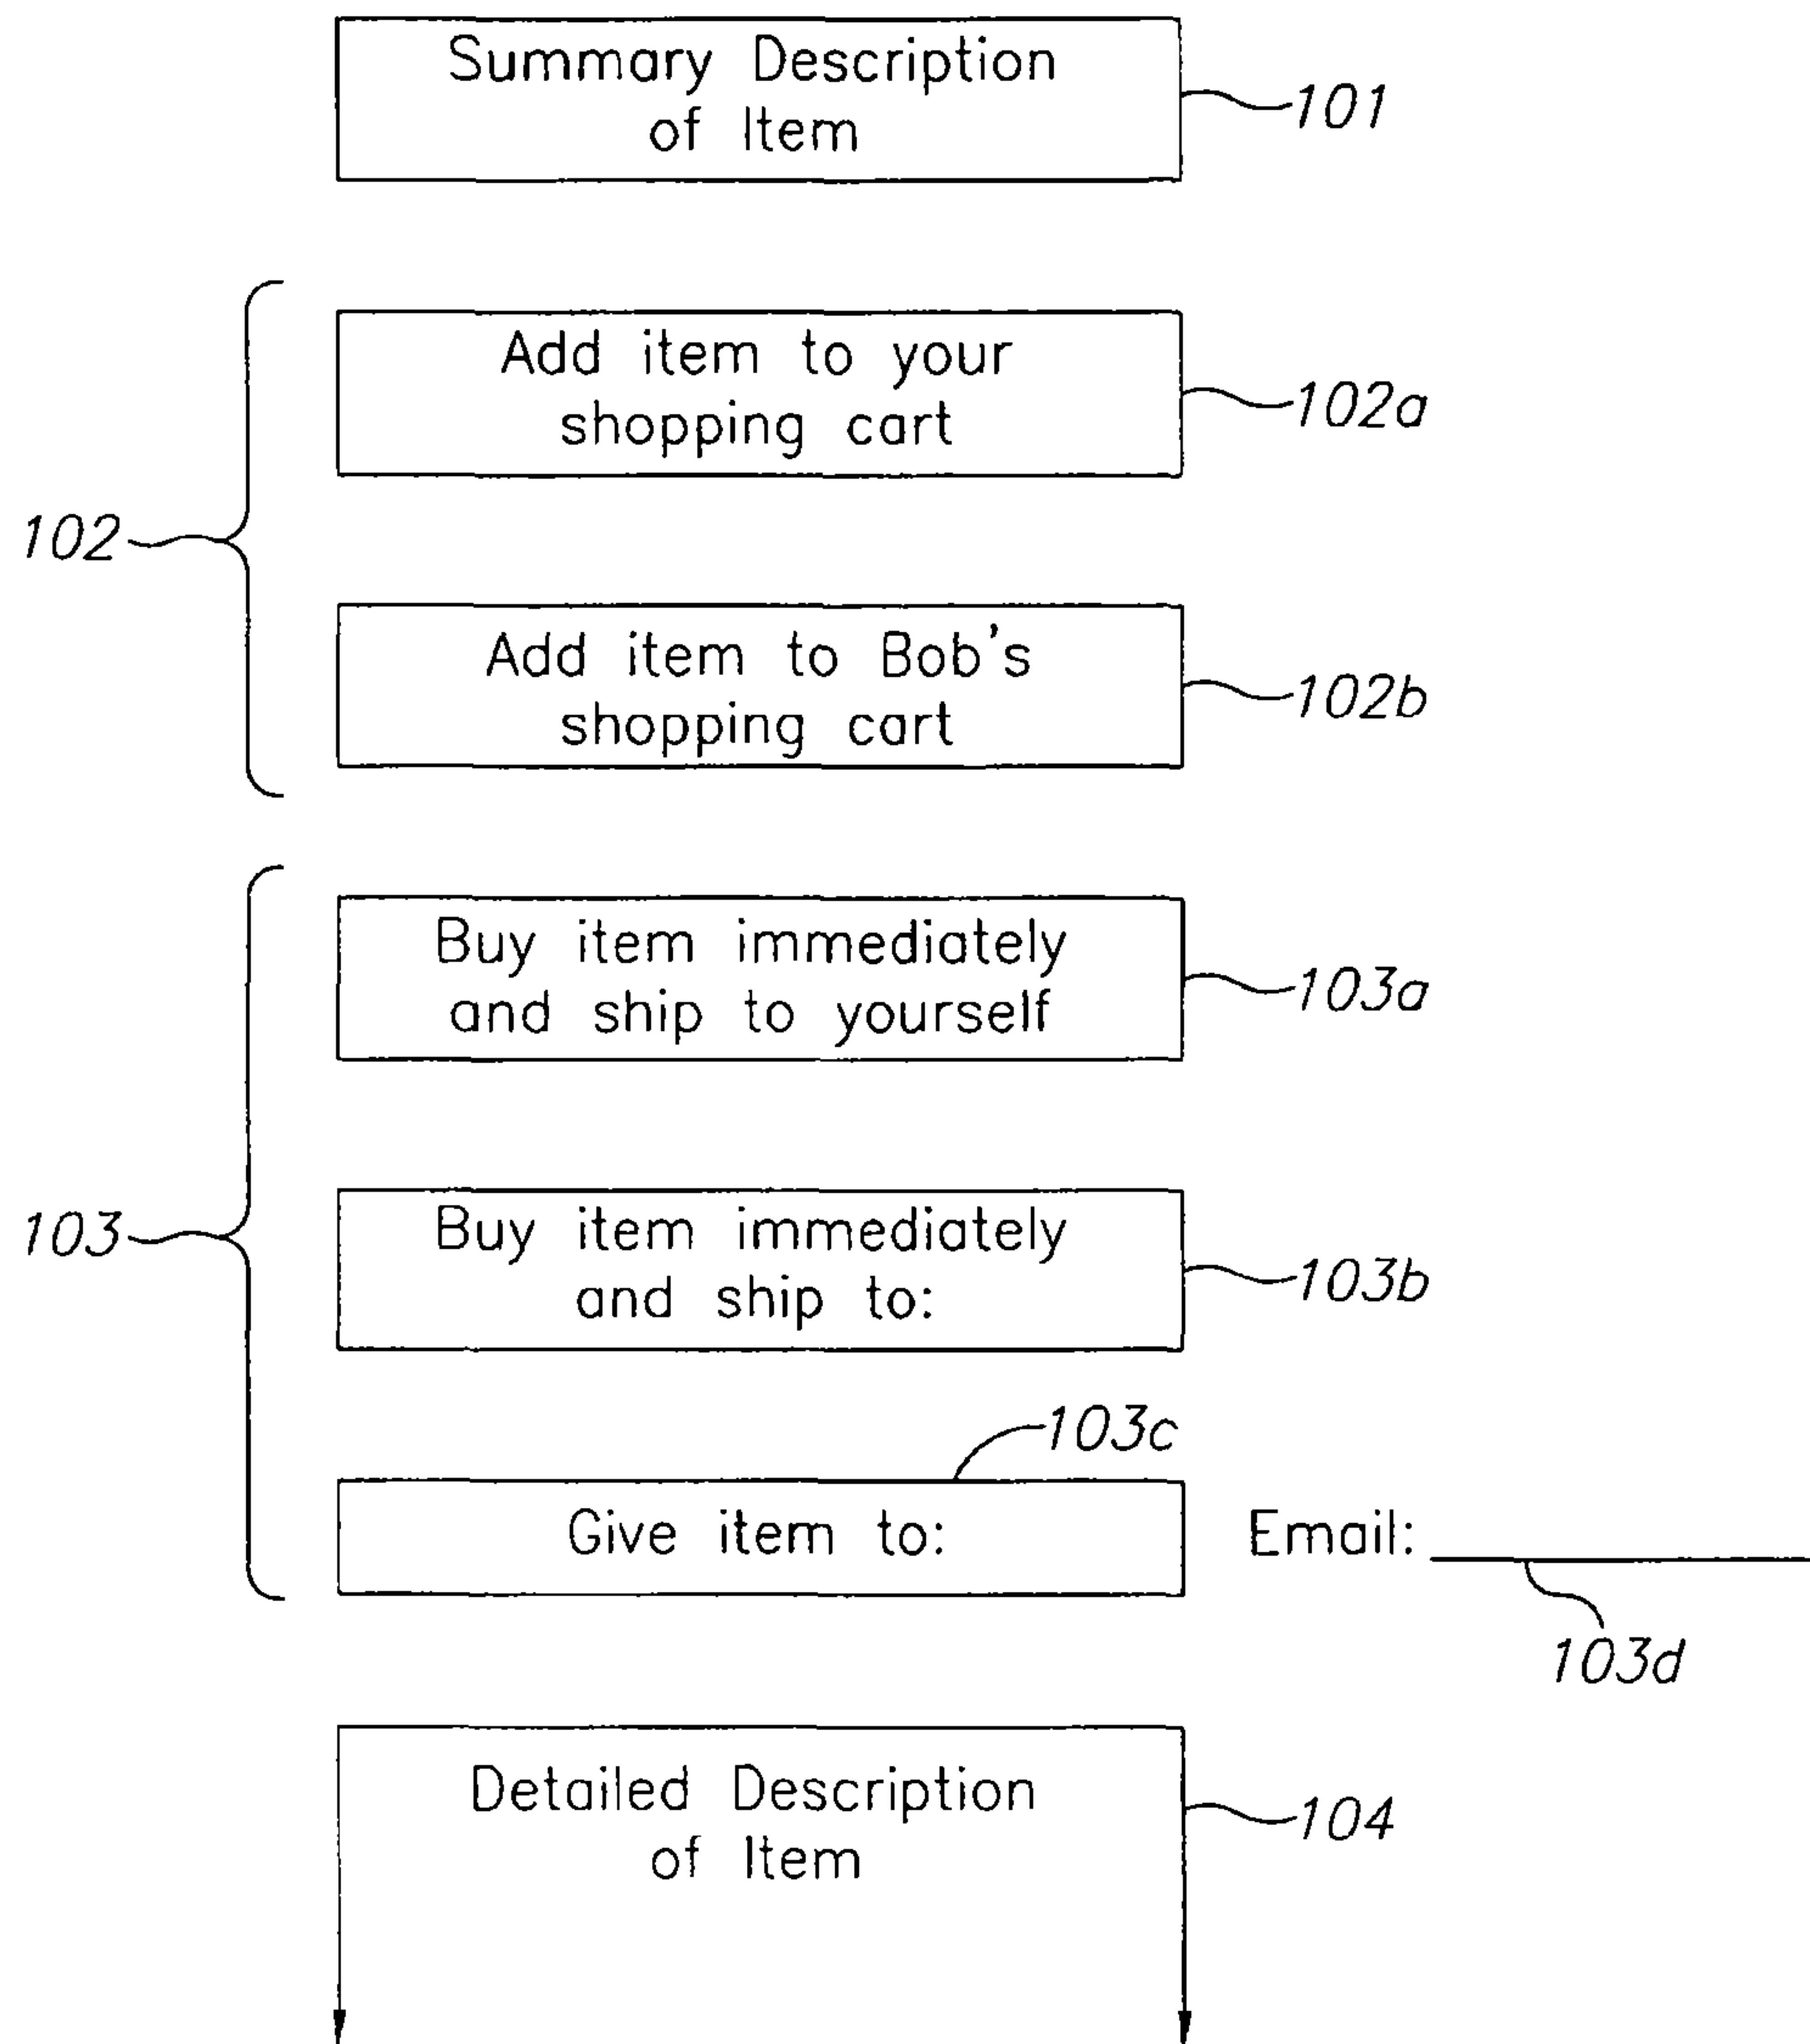 Summary Description
of Item
101
Add item to your
shopping cart
102a
102
Add item to Bob's
shopping cart
102b
Buy item immediately
and ship to yourself
103a
103
Buy item immediately
and ship to:
103b
103c
Give item to:
Email:
103d
Detailed Description
of Item
104